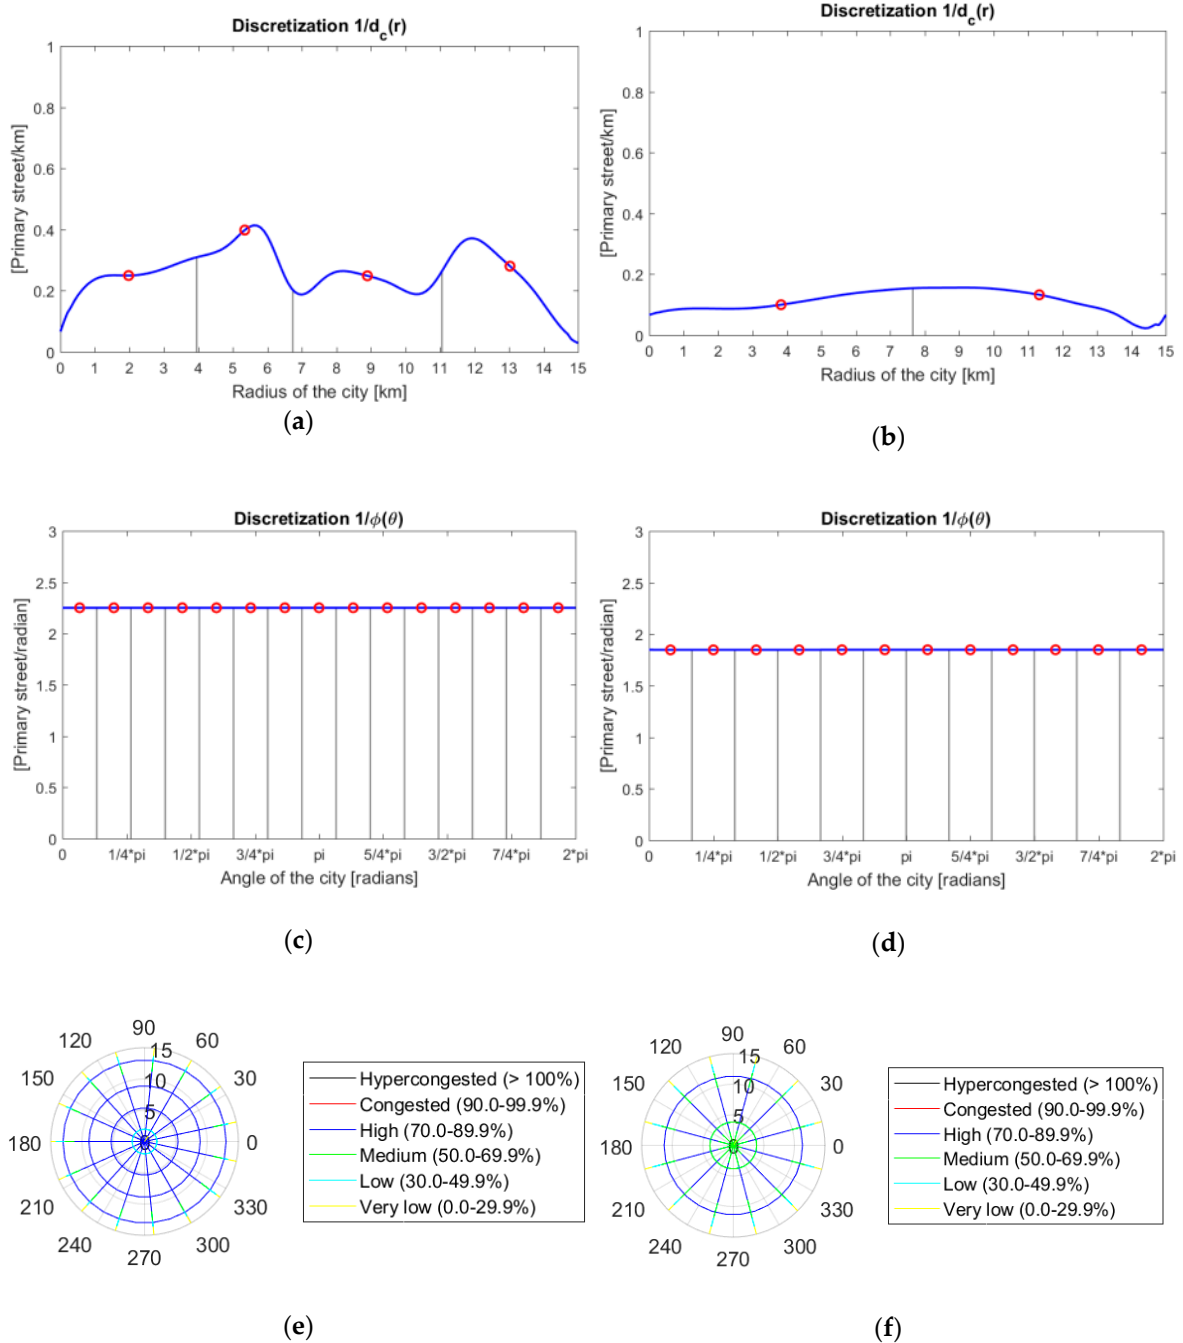 Discretization 1/d_c(r)
[Primary street/km]
1
0.8
0.6
0.4
0.2
0
0 1 2 3 4 5 6 7 8 9 10 11 12 13 14 15
Radius of the city [km]
(a)
Discretization 1/d_c(r)
[Primary street/km]
1
0.8
0.6
0.4
0.2
0
0 1 2 3 4 5 6 7 8 9 10 11 12 13 14 15
Radius of the city [km]
(b)
Discretization 1/ϕ(θ)
[Primary street/radian]
3
2.5
2
1.5
1
0.5
0
0 1/4*pi 1/2*pi 3/4*pi pi 5/4*pi 3/2*pi 7/4*pi 2*pi
Angle of the city [radians]
(c)
Discretization 1/ϕ(θ)
[Primary street/radian]
3
2.5
2
1.5
1
0.5
0
0 1/4*pi 1/2*pi 3/4*pi pi 5/4*pi 3/2*pi 7/4*pi 2*pi
Angle of the city [radians]
(d)
90
120 60
15
150 10 30
5
180 0
210 330
240 300
270
Hypercongested (> 100%)
Congested (90.0-99.9%)
High (70.0-89.9%)
Medium (50.0-69.9%)
Low (30.0-49.9%)
Very low (0.0-29.9%)
(e)
90
120 60
15
150 10 30
5
180 0
210 330
240 300
270
Hypercongested (> 100%)
Congested (90.0-99.9%)
High (70.0-89.9%)
Medium (50.0-69.9%)
Low (30.0-49.9%)
Very low (0.0-29.9%)
(f)